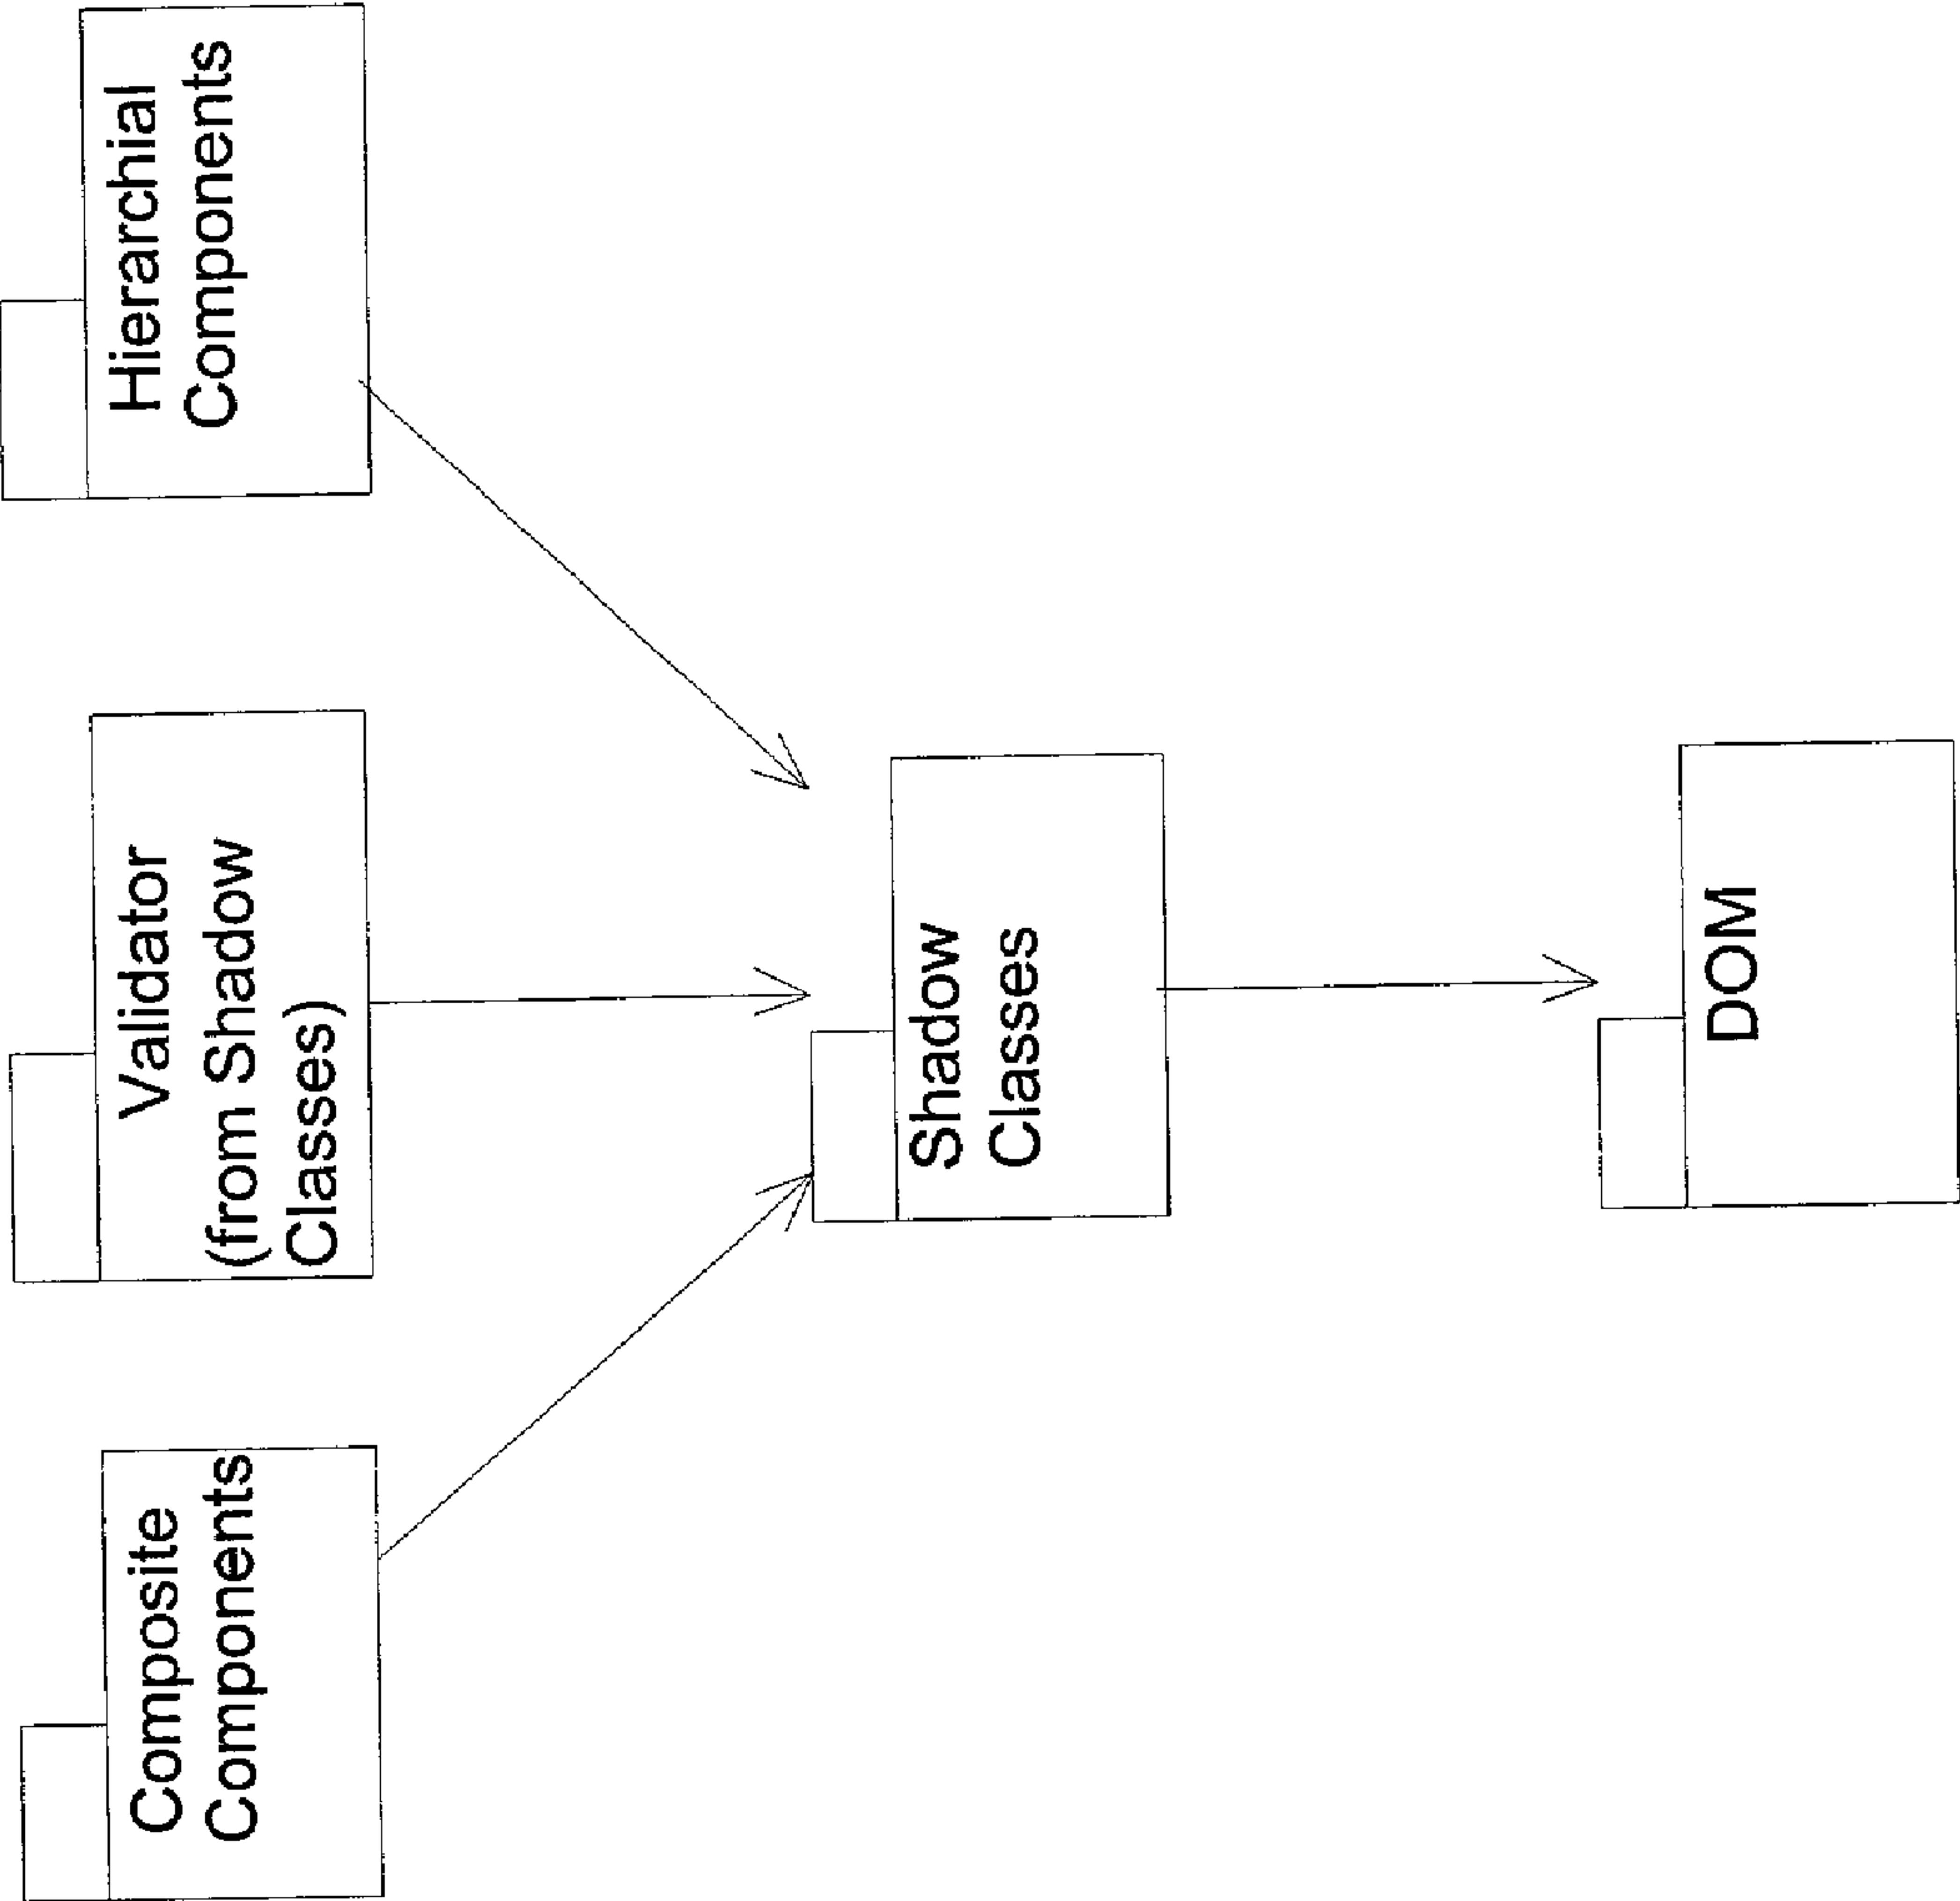 Composite
Components
Validator
(from Shadow
Classes)
Hierarchial
Components
Shadow
Classes
DOM